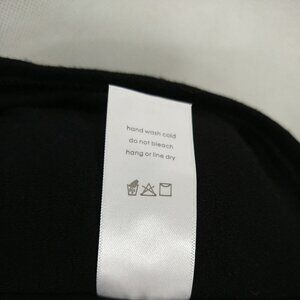 hand wash cold
do not bleach
hang or line dry